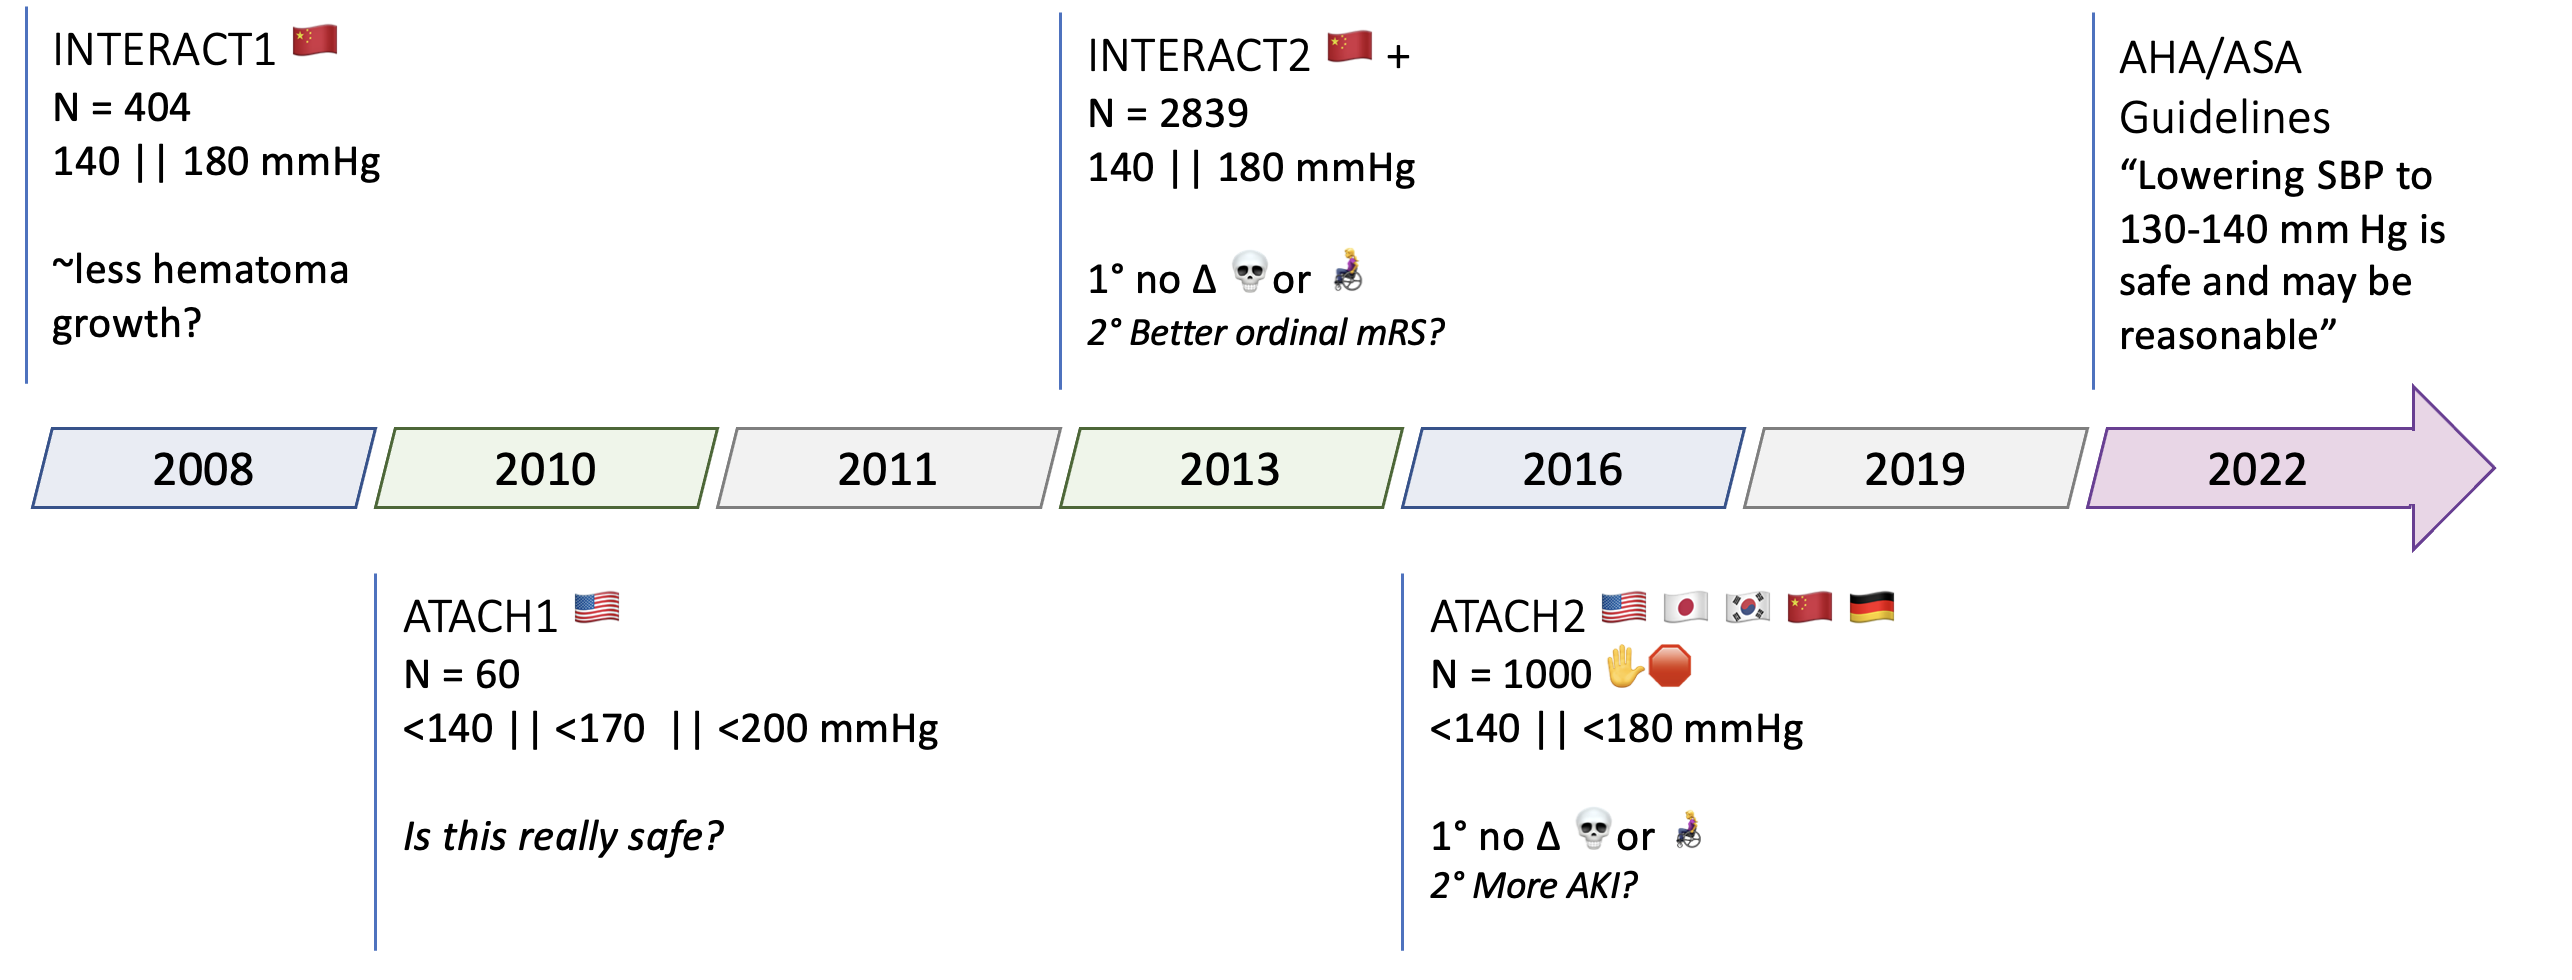 INTERACT1 🇨🇳
N = 404
140 || 180 mmHg
~less hematoma
growth?
INTERACT2 🇨🇳 +
N = 2839
140 || 180 mmHg
1° no Δ 💀 or 👩‍🦽
2° Better ordinal mRS?
AHA/ASA
Guidelines
“Lowering SBP to
130-140 mm Hg is
safe and may be
reasonable”
2008
2010
2011
2013
2016
2019
2022
ATACH1 🇺🇸
N = 60
<140 || <170 || <200 mmHg
Is this really safe?
ATACH2 🇺🇸 🇯🇵 🇰🇷 🇨🇳 🇩🇪
N = 1000 ✋🛑
<140 || <180 mmHg
1° no Δ 💀 or 👩‍🦽
2° More AKI?